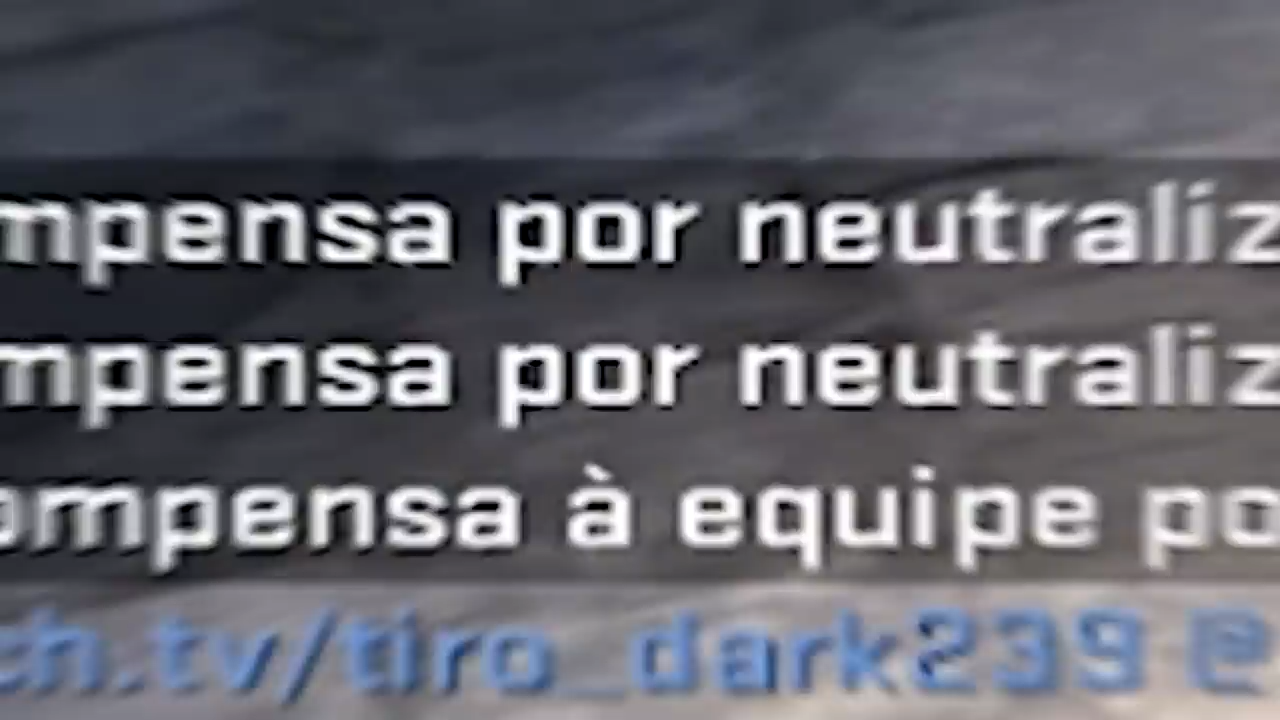 mpensa por neutraliz
mpensa por neutraliz
ompensa à equipe po
ch.tv/tiro_dark239 @